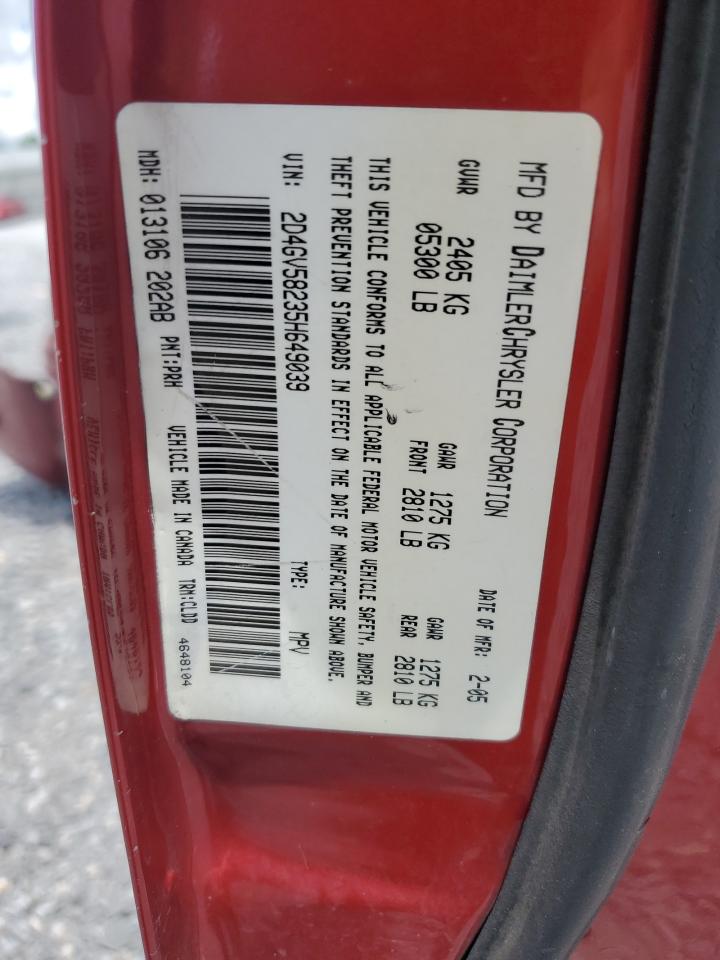 MFD BY DAIMLERCHRYSLER CORPORATION
DATE OF MFR: 2-05
GVWR 2405 KG 05300 LB
GAWR FRONT 1275 KG 2810 LB
GAWR REAR 1275 KG 2810 LB
THIS VEHICLE CONFORMS TO ALL APPLICABLE FEDERAL MOTOR VEHICLE SAFETY, BUMPER AND
THEFT PREVENTION STANDARDS IN EFFECT ON THE DATE OF MANUFACTURE SHOWN ABOVE.
VIN: 2D4GV58235H649039
TYPE: MPV
MDH: 013106 202AB PNT:PRH VEHICLE MADE IN CANADA TRM:CLDD
4648104